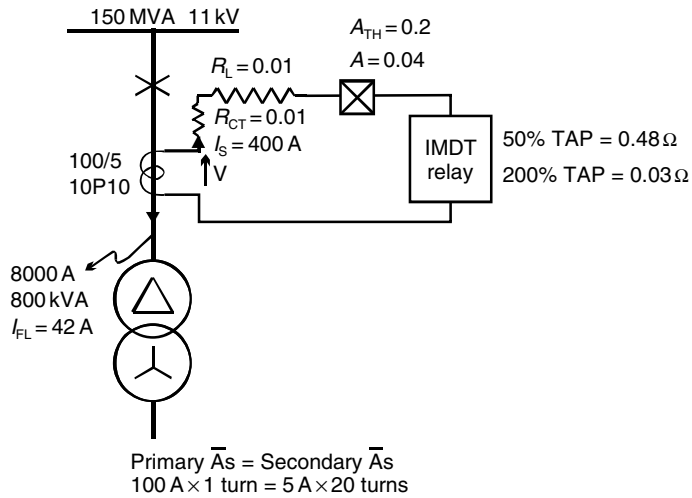 150 MVA 11 kV
A_TH = 0.2
A = 0.04
R_L = 0.01
R_CT = 0.01
I_S = 400 A
V
100/5
10P10
IMDT
relay
50% TAP = 0.48 Ω
200% TAP = 0.03 Ω
8000 A
800 kVA
I_FL = 42 A
Primary A̅s = Secondary A̅s
100 A × 1 turn = 5 A × 20 turns